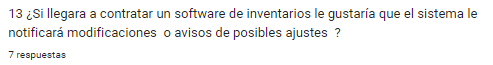 13 ¿Si llegara a contratar un software de inventarios le gustaría que el sistema le
notificará modificaciones o avisos de posibles ajustes ?
7 respuestas